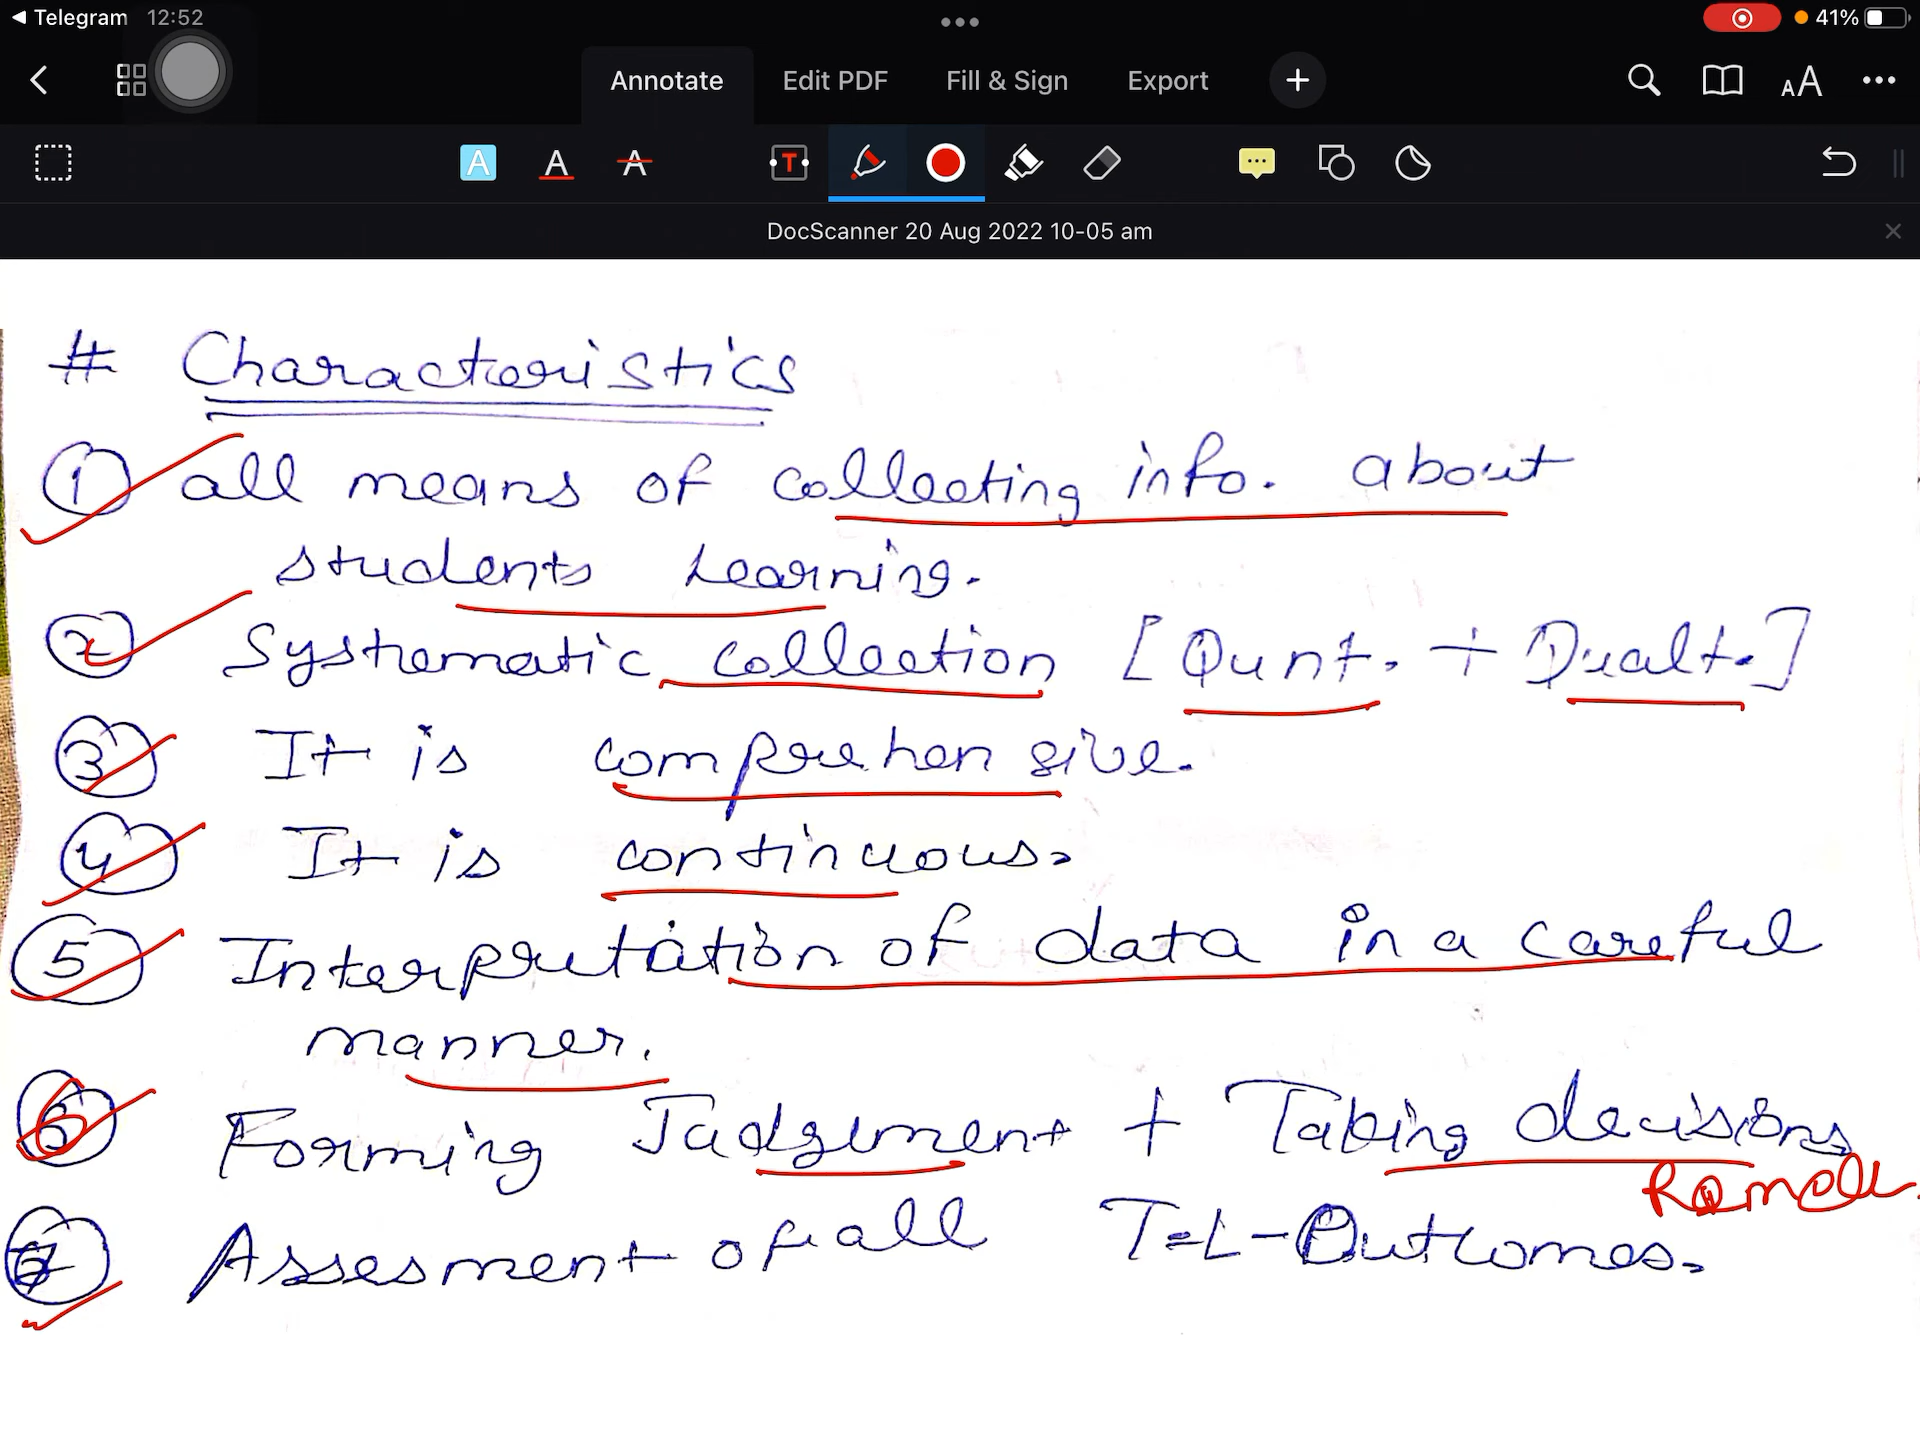 Telegram 12:52
41%
Annotate Edit PDF Fill & Sign Export
AA
A A A T
DocScanner 20 Aug 2022 10-05 am
# Characteristics
① all means of collecting info. about
students Learning.
② Systematic collection [Qunt. + Qualt.]
③ It is comprehensive.
④ It is continuous.
⑤ Interpretation of data in a careful
manner.
⑥ Forming Judgement + Taking decisions
⑦ Assesment of all T-L-Outcomes.